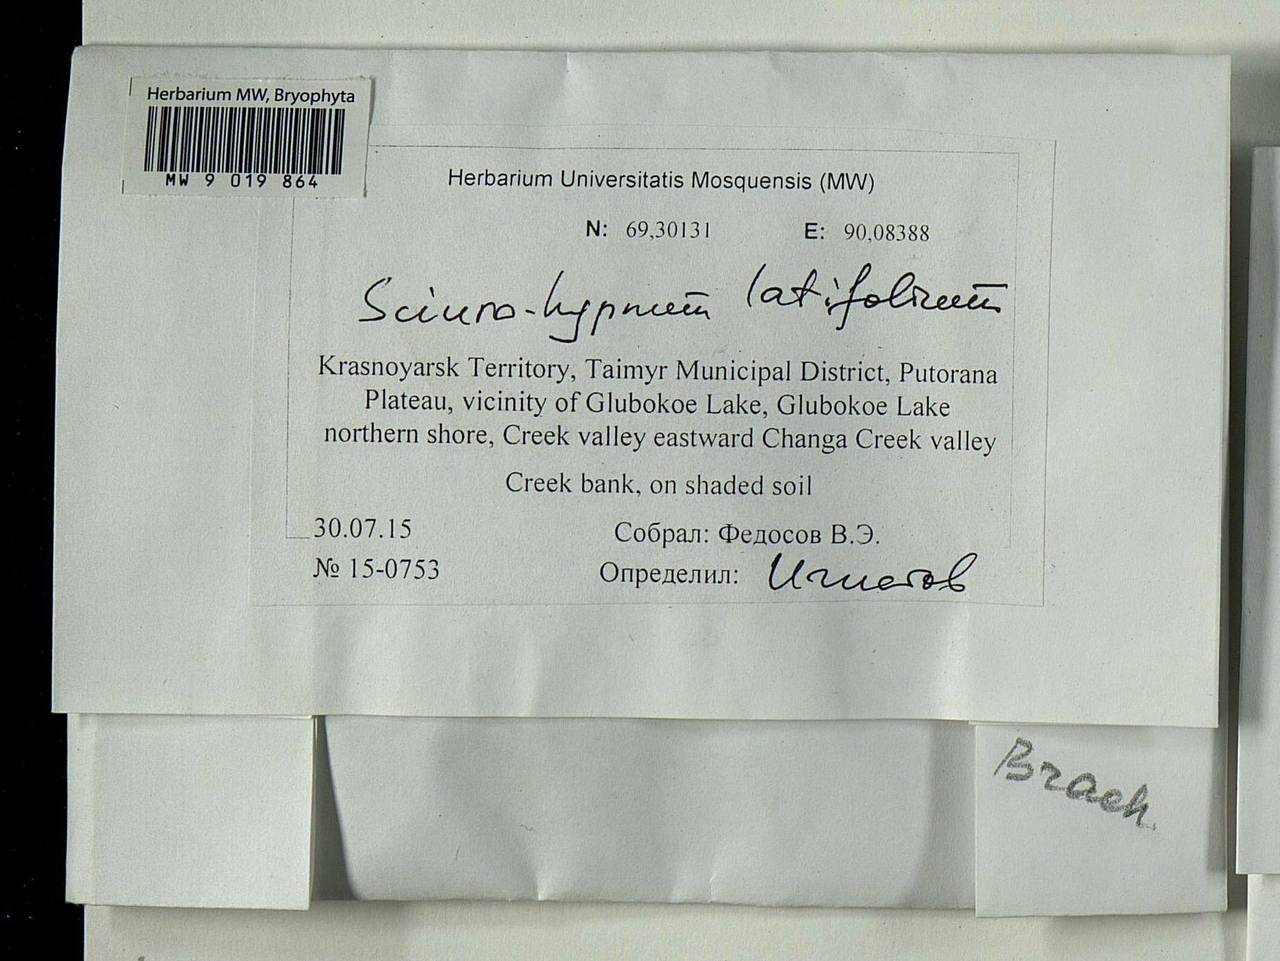 Herbarium MW, Bryophyta
MW 9 019 864
Herbarium Universitatis Mosquensis (MW)
N: 69,30131 E: 90,08388
Sciuro-hypnum latifolium
Krasnoyarsk Territory, Taimyr Municipal District, Putorana
Plateau, vicinity of Glubokoe Lake, Glubokoe Lake
northern shore, Creek valley eastward Changa Creek valley
Creek bank, on shaded soil
30.07.15 Собрал: Федосов В.Э.
№ 15-0753 Определил: Игнатов
Brach.